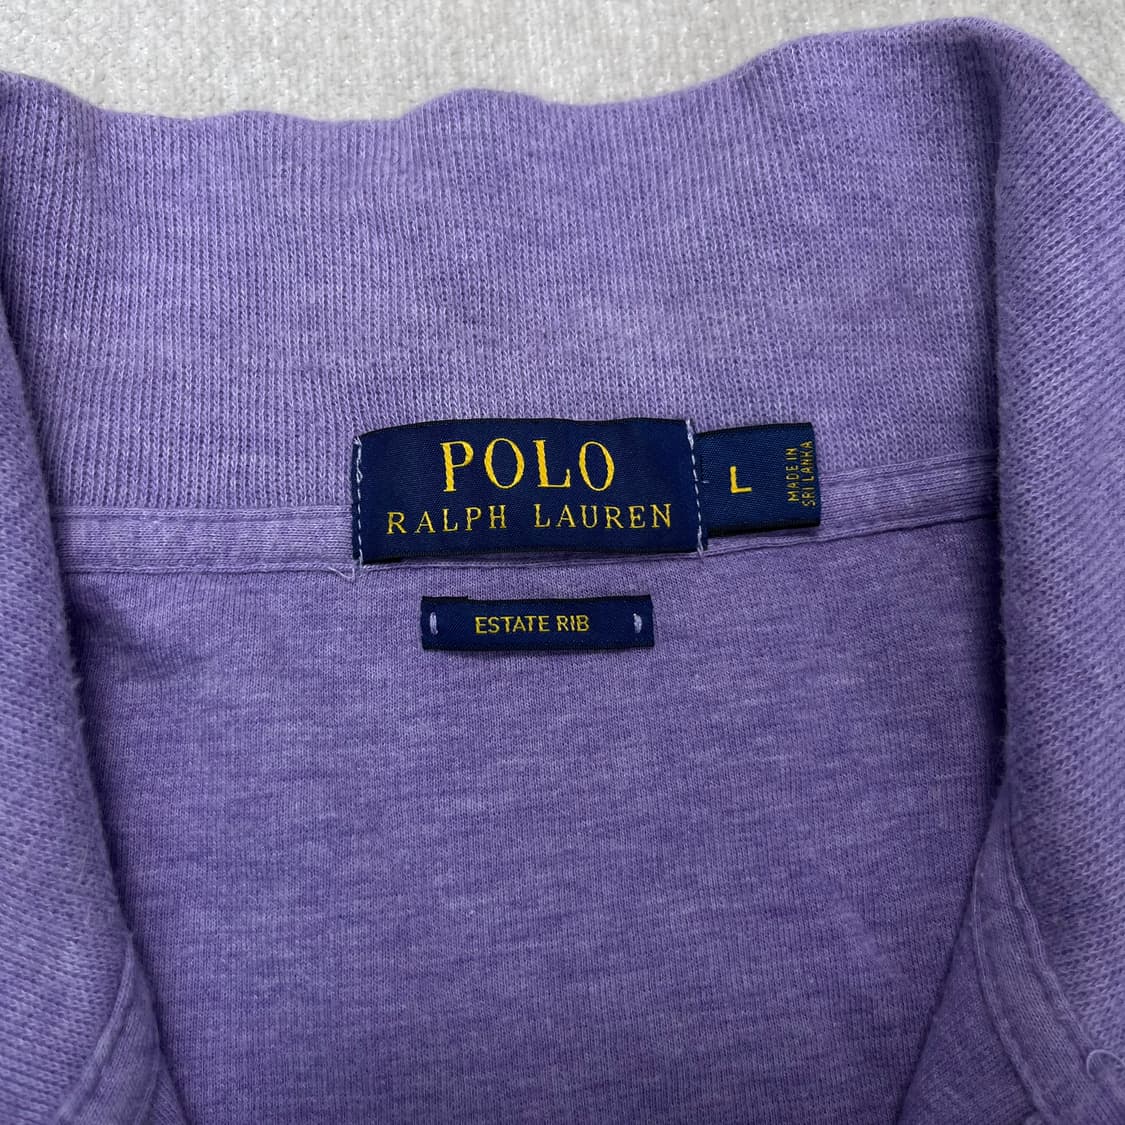 POLO
RALPH LAUREN
L
MADE IN
SRI LANKA
ESTATE RIB